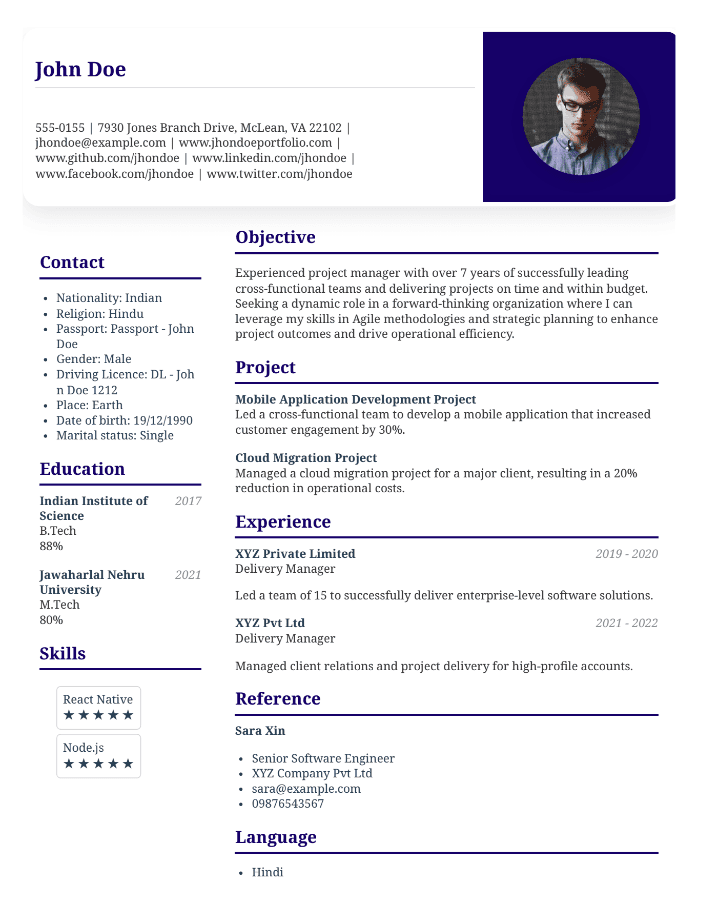 John Doe
555-0155 | 7930 Jones Branch Drive, McLean, VA 22102 |
jhondoe@example.com | www.jhondoeportfolio.com |
www.github.com/jhondoe | www.linkedin.com/jhondoe |
www.facebook.com/jhondoe | www.twitter.com/jhondoe
Contact
• Nationality: Indian
• Religion: Hindu
• Passport: Passport - John
Doe
• Gender: Male
• Driving Licence: DL - Joh
n Doe 1212
• Place: Earth
• Date of birth: 19/12/1990
• Marital status: Single
Education
Indian Institute of 2017
Science
B.Tech
88%
Jawaharlal Nehru 2021
University
M.Tech
80%
Skills
React Native
★★★★★
Node.js
★★★★★
Objective
Experienced project manager with over 7 years of successfully leading
cross-functional teams and delivering projects on time and within budget.
Seeking a dynamic role in a forward-thinking organization where I can
leverage my skills in Agile methodologies and strategic planning to enhance
project outcomes and drive operational efficiency.
Project
Mobile Application Development Project
Led a cross-functional team to develop a mobile application that increased
customer engagement by 30%.
Cloud Migration Project
Managed a cloud migration project for a major client, resulting in a 20%
reduction in operational costs.
Experience
XYZ Private Limited 2019 - 2020
Delivery Manager
Led a team of 15 to successfully deliver enterprise-level software solutions.
XYZ Pvt Ltd 2021 - 2022
Delivery Manager
Managed client relations and project delivery for high-profile accounts.
Reference
Sara Xin
• Senior Software Engineer
• XYZ Company Pvt Ltd
• sara@example.com
• 09876543567
Language
• Hindi